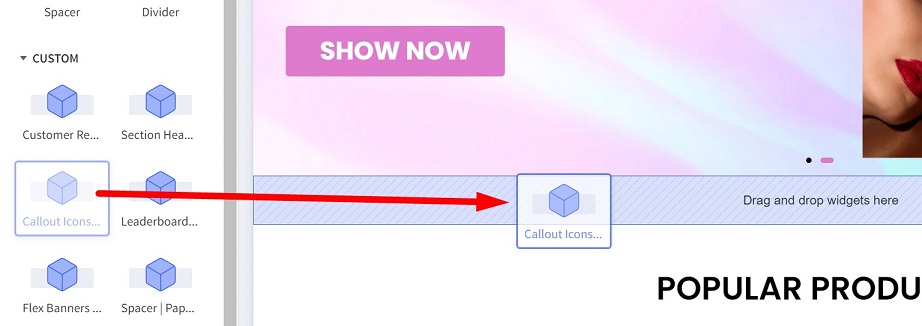 Spacer
Divider
CUSTOM
Customer Re...
Section Hea...
Callout Icons...
Leaderboard...
Flex Banners ...
Spacer | Pap...
SHOW NOW
Drag and drop widgets here
Callout Icons...
POPULAR PRODU